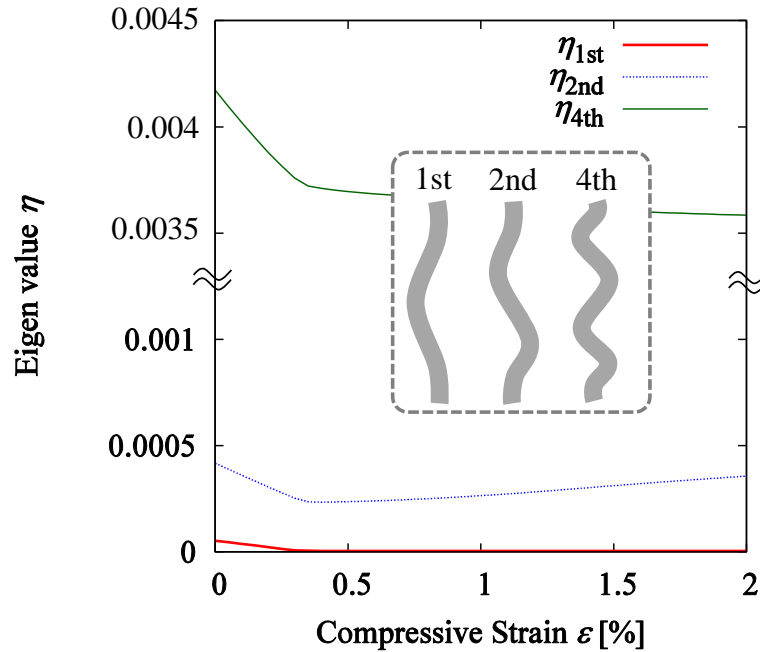 0.0045
η1st
η2nd
η4th
0.004
1st 2nd 4th
0.0035
Eigen value η
0.001
0.0005
0
0 0.5 1 1.5 2
Compressive Strain ε [%]